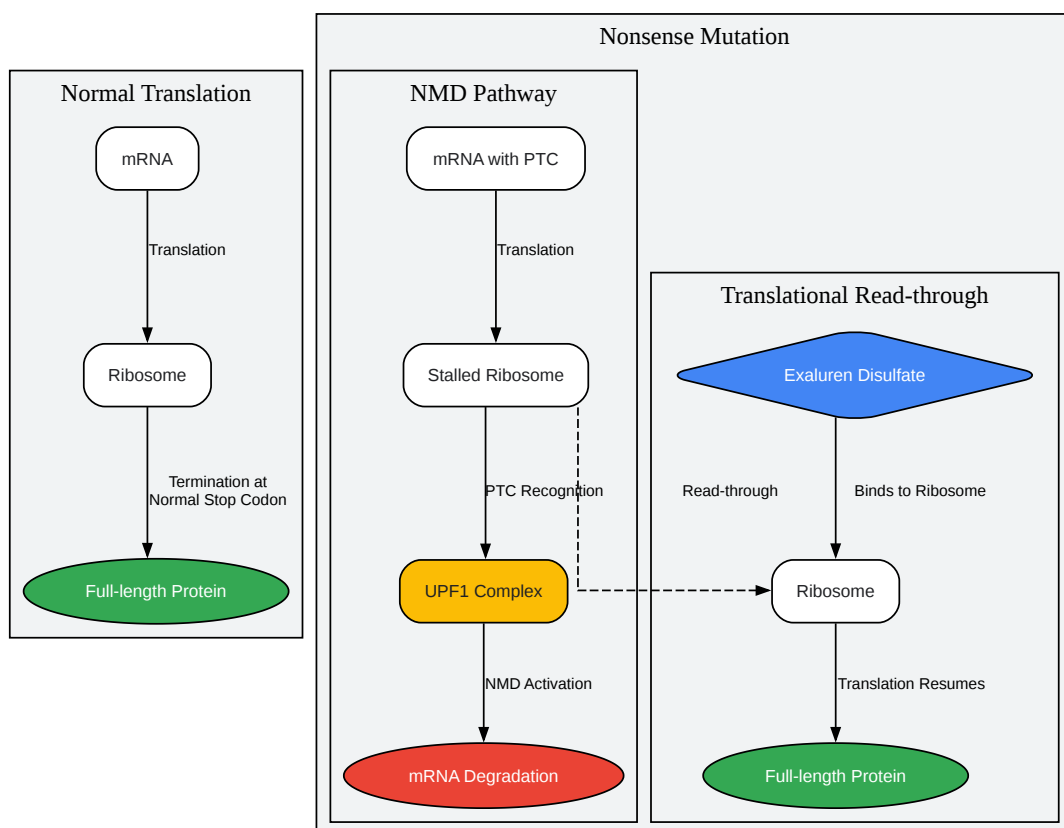 Nonsense Mutation
Normal Translation
mRNA
Translation
Ribosome
Termination at
Normal Stop Codon
Full-length Protein
NMD Pathway
mRNA with PTC
Translation
Stalled Ribosome
PTC Recognition
UPF1 Complex
NMD Activation
mRNA Degradation
Translational Read-through
Exaluren Disulfate
Read-through
Binds to Ribosome
Ribosome
Translation Resumes
Full-length Protein